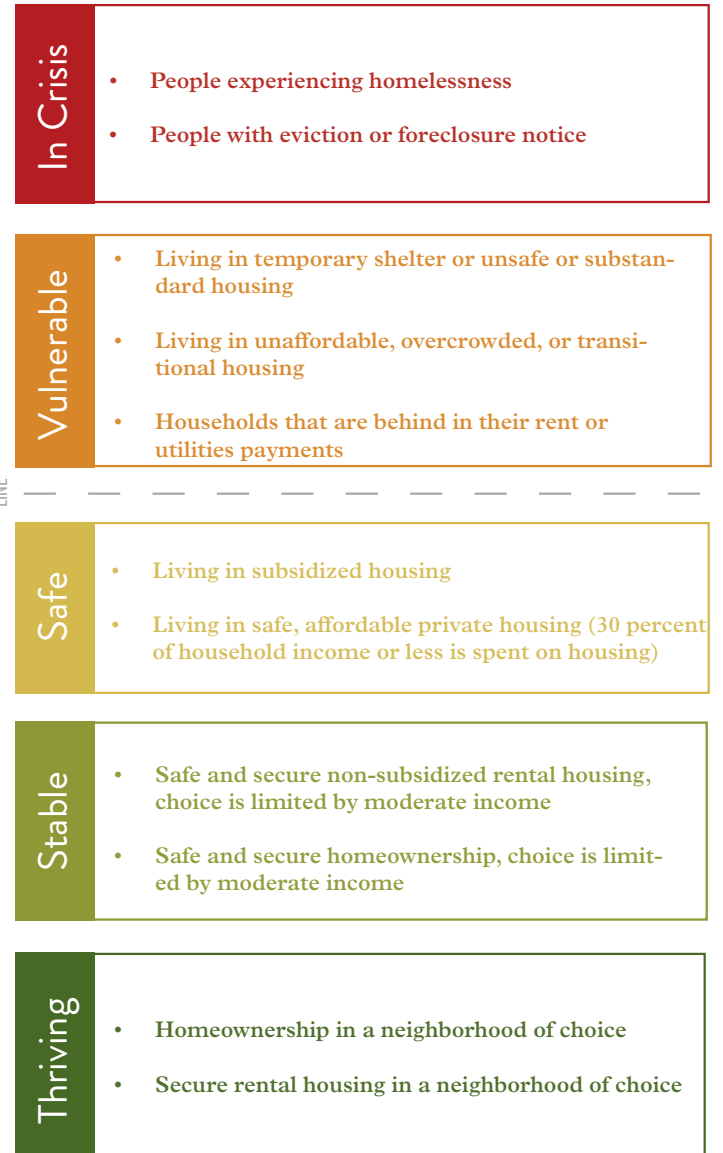 In Crisis
• People experiencing homelessness
• People with eviction or foreclosure notice
Vulnerable
• Living in temporary shelter or unsafe or substan-
dard housing
• Living in unaffordable, overcrowded, or transi-
tional housing
• Households that are behind in their rent or
utilities payments
LINE
Safe
• Living in subsidized housing
• Living in safe, affordable private housing (30 percent
of household income or less is spent on housing)
Stable
• Safe and secure non-subsidized rental housing,
choice is limited by moderate income
• Safe and secure homeownership, choice is limit-
ed by moderate income
Thriving
• Homeownership in a neighborhood of choice
• Secure rental housing in a neighborhood of choice